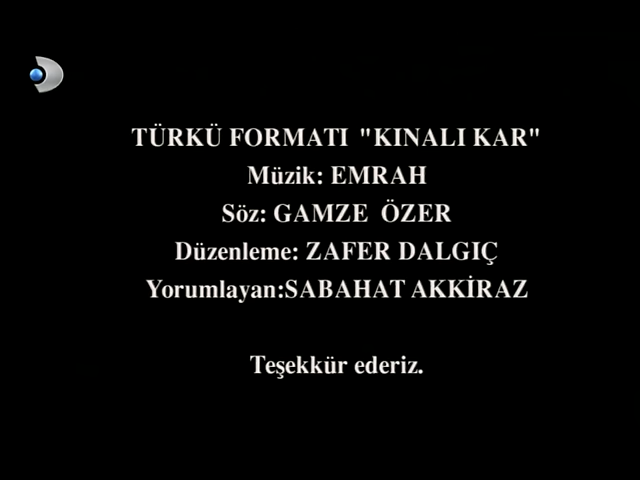 TÜRKÜ FORMATI "KINALI KAR"
Müzik: EMRAH
Söz: GAMZE ÖZER
Düzenleme: ZAFER DALGIÇ
Yorumlayan:SABAHAT AKKİRAZ
Teşekkür ederiz.